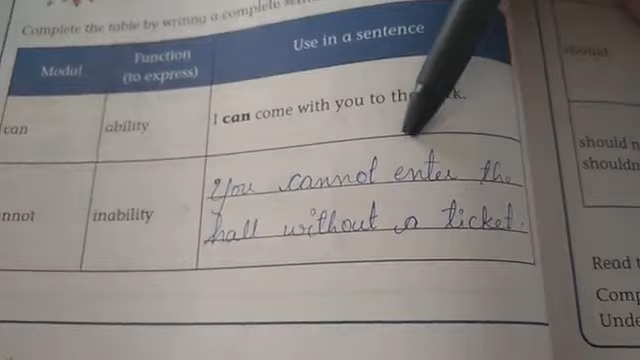 Complete the table by writing a complete
Modal
Function
(to express)
Use in a sentence
can
ability
I can come with you to the
nnot
inability
You cannot enter the
hall without a ticket.
should
should n
shouldn
Read t
Comp
Unde